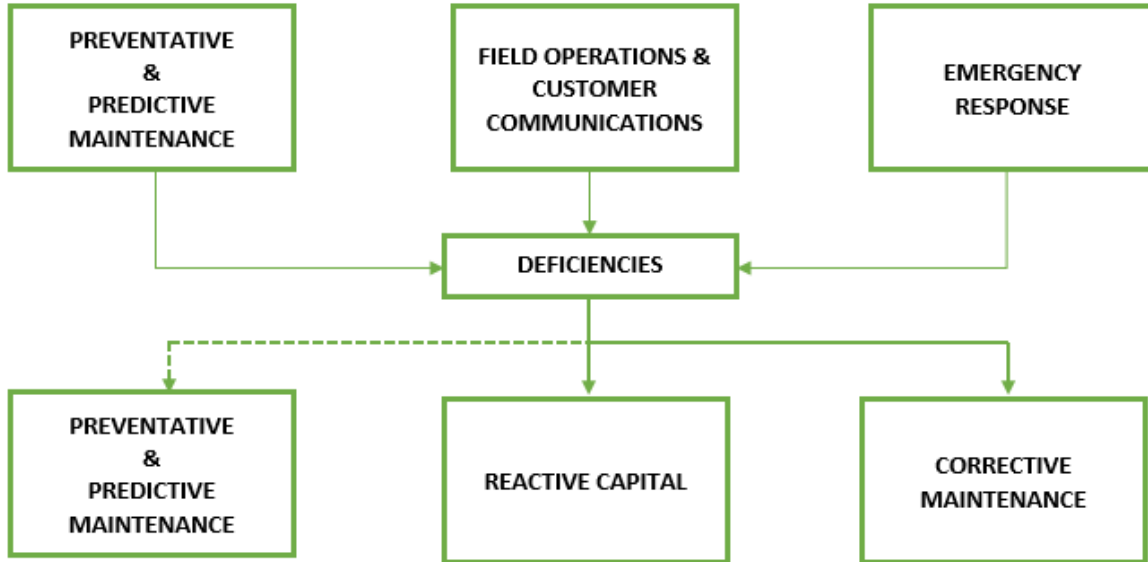 PREVENTATIVE
&
PREDICTIVE
MAINTENANCE
FIELD OPERATIONS &
CUSTOMER
COMMUNICATIONS
EMERGENCY
RESPONSE
DEFICIENCIES
PREVENTATIVE
&
PREDICTIVE
MAINTENANCE
REACTIVE CAPITAL
CORRECTIVE
MAINTENANCE